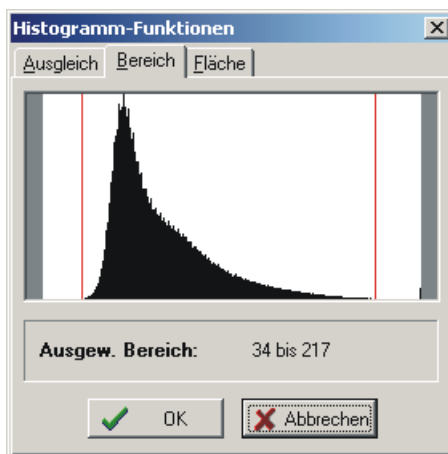 Histogramm-Funktionen
Ausgleich Bereich Fläche
Ausgew. Bereich: 34 bis 217
OK Abbrechen